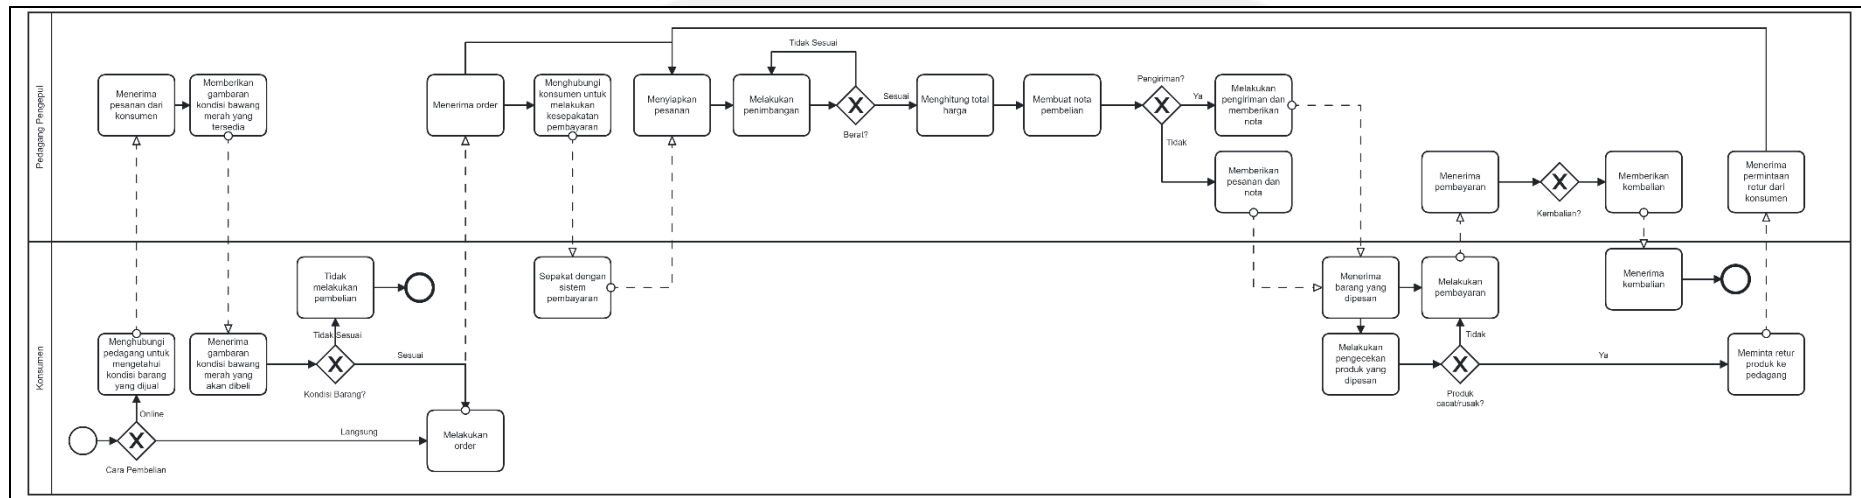 Pedagang Pengepul
Menerima
pesanan dari
konsumen
Memberikan
gambaran
kondisi bawang
merah yang
tersedia
Menerima order
Menghubungi
konsumen untuk
melakukan
kesepakatan
pembayaran
Menyiapkan
pesanan
Melakukan
penimbangan
Tidak Sesuai
Berat?
Sesuai
Menghitung total
harga
Membuat nota
pembelian
Pengiriman?
Ya
Tidak
Melakukan
pengiriman dan
memberikan
nota
Memberikan
pesanan dan
nota
Menerima
pembayaran
Kembalian?
Memberikan
kembalian
Menerima
permintaan
retur dari
konsumen
Konsumen
Cara Pembelian
Online
Langsung
Menghubungi
pedagang untuk
mengetahui
kondisi barang
yang dijual
Menerima
gambaran
kondisi bawang
merah yang
akan dibeli
Kondisi Barang?
Tidak Sesuai
Tidak
melakukan
pembelian
Sesuai
Melakukan
order
Sepakat dengan
sistem
pembayaran
Menerima
barang yang
dipesan
Melakukan
pembayaran
Melakukan
pengecekan
produk yang
dipesan
Tidak
Produk
cacat/rusak?
Ya
Menerima
kembalian
Meminta retur
produk ke
pedagang